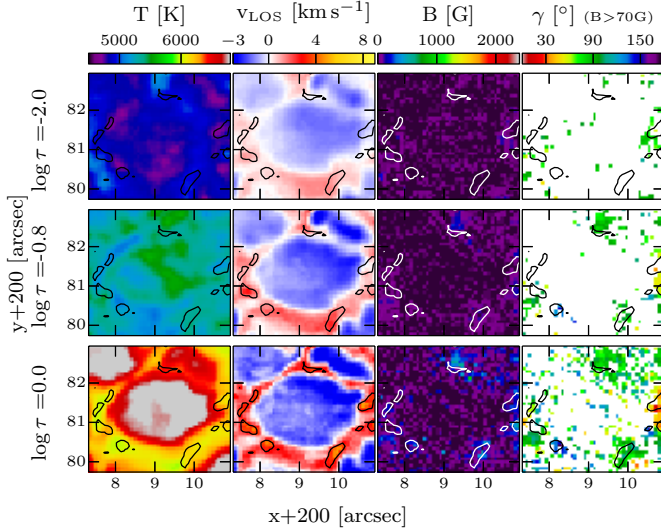 T [K] v_LOS [km s⁻¹] B [G] γ [°] (B>70G)
5000 6000 −3 0 4 8 0 1000 2000 30 90 150
log τ =-2.0
82
81
80
log τ =-0.8
82
81
80
log τ =0.0
82
81
80
y+200 [arcsec]
8 9 10 8 9 10 8 9 10 8 9 10
x+200 [arcsec]